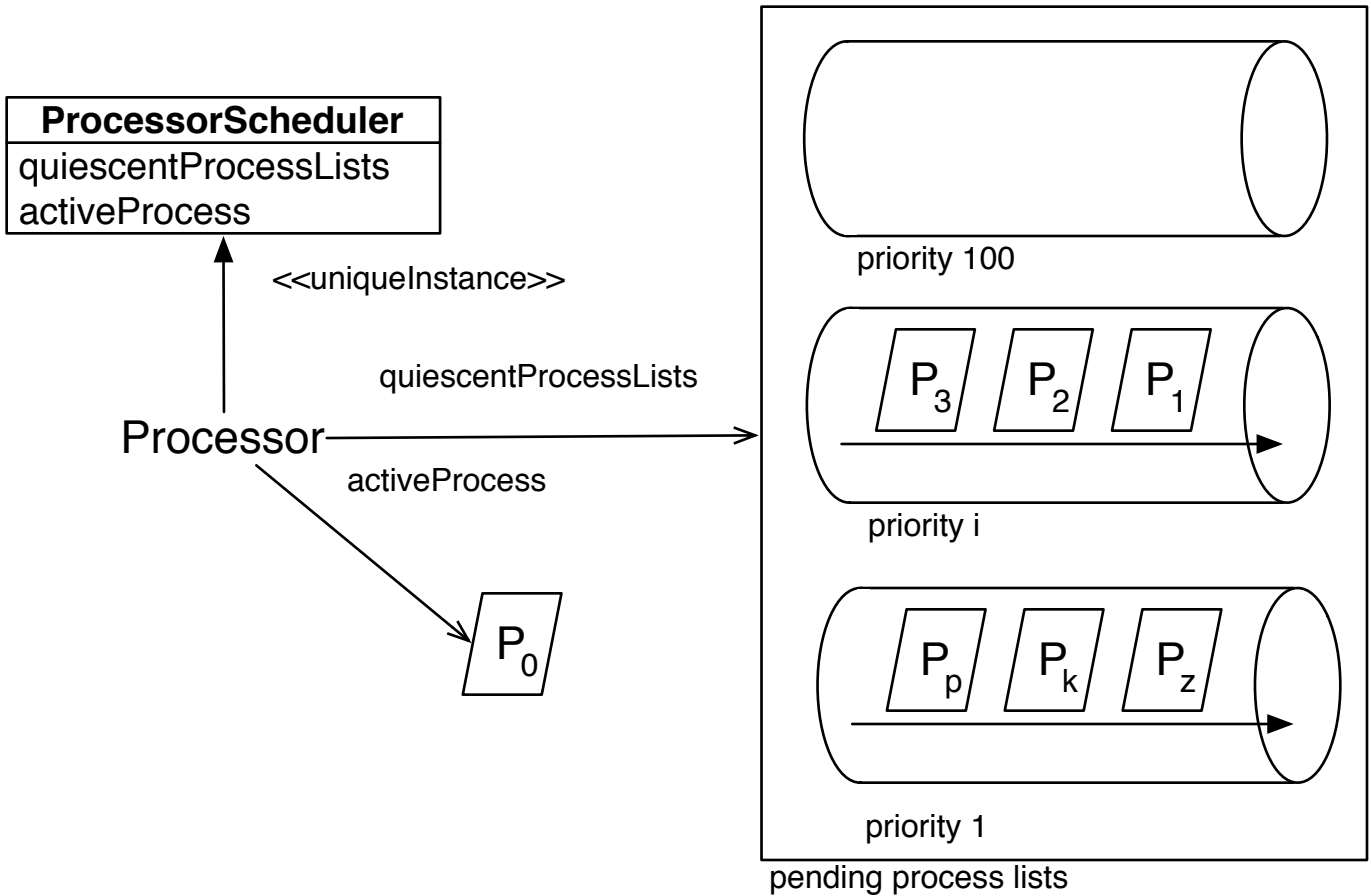 ProcessorScheduler
quiescentProcessLists
activeProcess
<<uniqueInstance>>
quiescentProcessLists
Processor
activeProcess
P0
priority 100
P3 P2 P1
priority i
Pp Pk Pz
priority 1
pending process lists